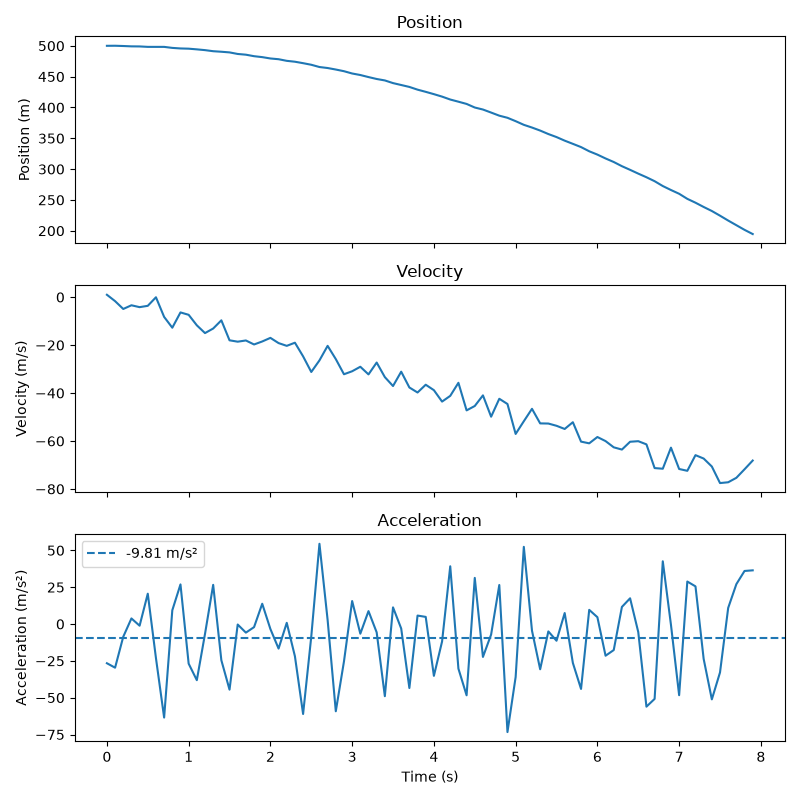 Position
500
450
400
350
300
250
200
Position (m)
Velocity
0
−20
−40
−60
−80
Velocity (m/s)
Acceleration
-9.81 m/s²
50
25
0
−25
−50
−75
Acceleration (m/s²)
0 1 2 3 4 5 6 7 8
Time (s)